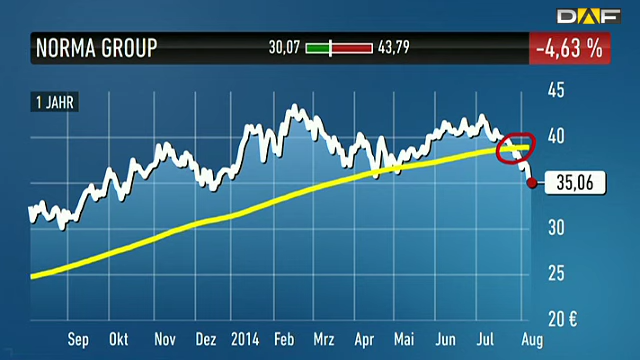 DAF
NORMA GROUP
30,07
43,79
-4,63 %
1 JAHR
45
40
35,06
30
25
20 €
Sep Okt Nov Dez 2014 Feb Mrz Apr Mai Jun Jul Aug